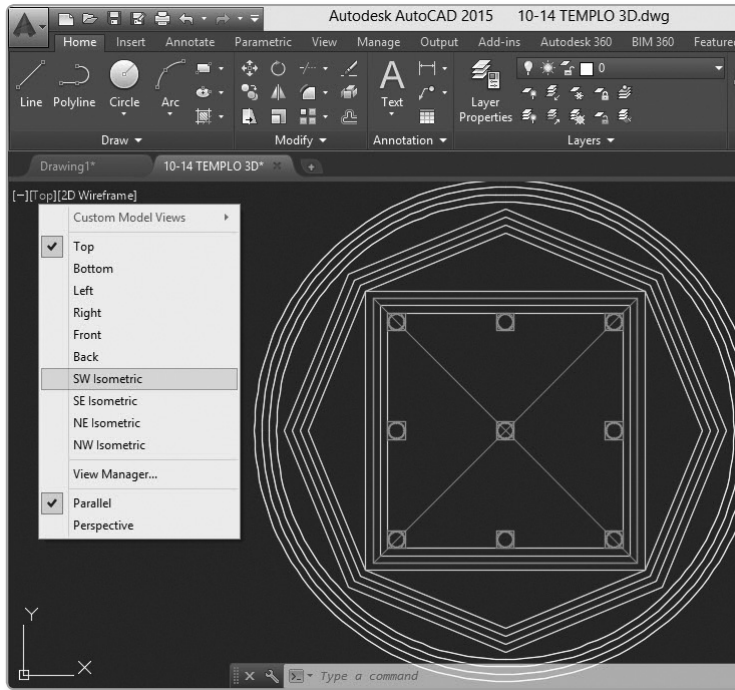 Autodesk AutoCAD 2015 10-14 TEMPLO 3D.dwg
Home Insert Annotate Parametric View Manage Output Add-ins Autodesk 360 BIM 360 Feature
0
Line Polyline Circle Arc Text Layer Properties
Draw Modify Annotation Layers
Drawing1* 10-14 TEMPLO 3D*
[−][Top][2D Wireframe]
Custom Model Views
Top
Bottom
Left
Right
Front
Back
SW Isometric
SE Isometric
NE Isometric
NW Isometric
View Manager...
Parallel
Perspective
Y
X
Type a command